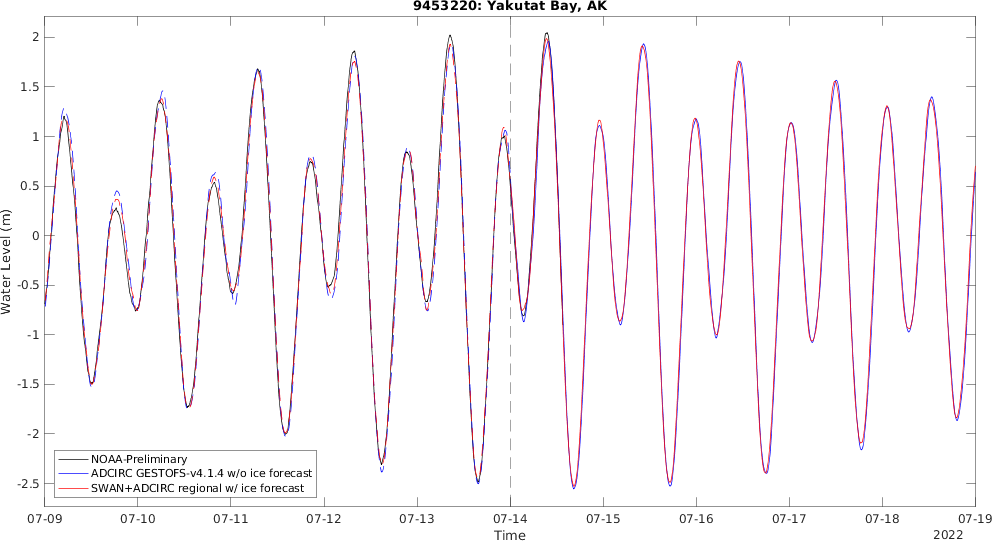 9453220: Yakutat Bay, AK
Water Level (m)
2
1.5
1
0.5
0
-0.5
-1
-1.5
-2
-2.5
NOAA-Preliminary
ADCIRC GESTOFS-v4.1.4 w/o ice forecast
SWAN+ADCIRC regional w/ ice forecast
07-09 07-10 07-11 07-12 07-13 07-14 07-15 07-16 07-17 07-18 07-19
Time
2022